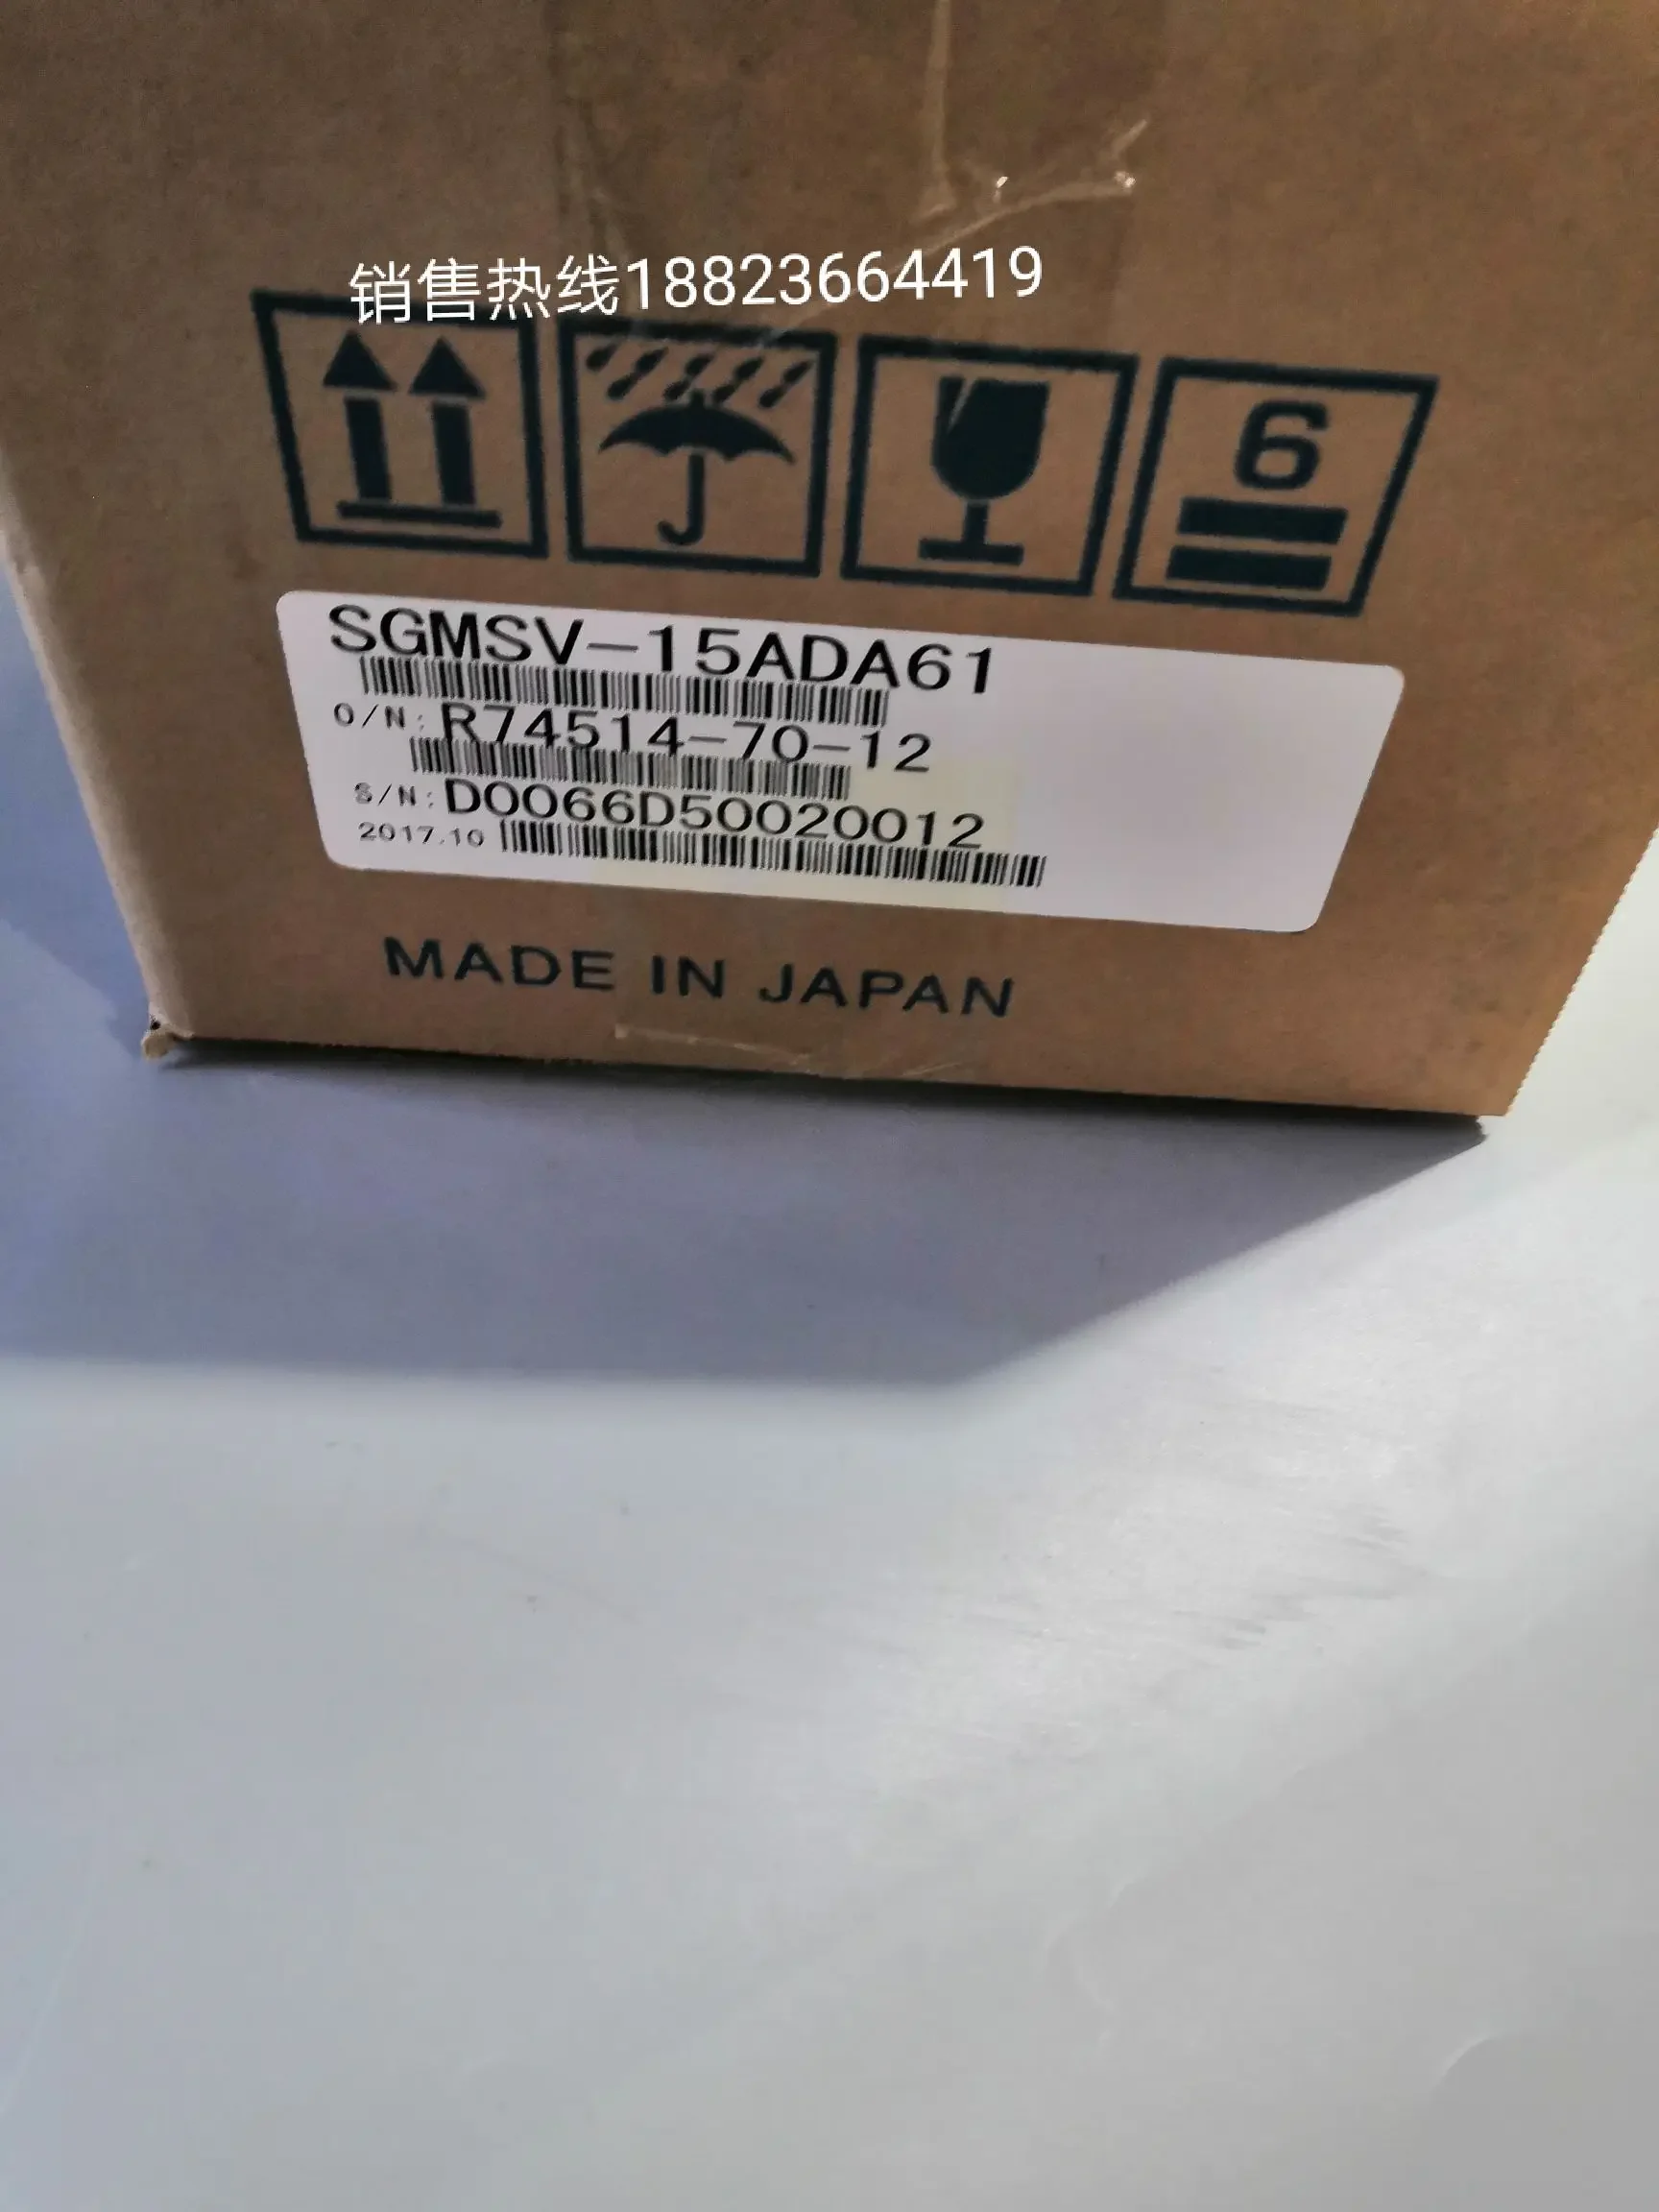 销售热线18823664419
6
SGMSV-15ADA61
O/N: R74514-70-12
S/N: D0066D50020012
2017.10
MADE IN JAPAN